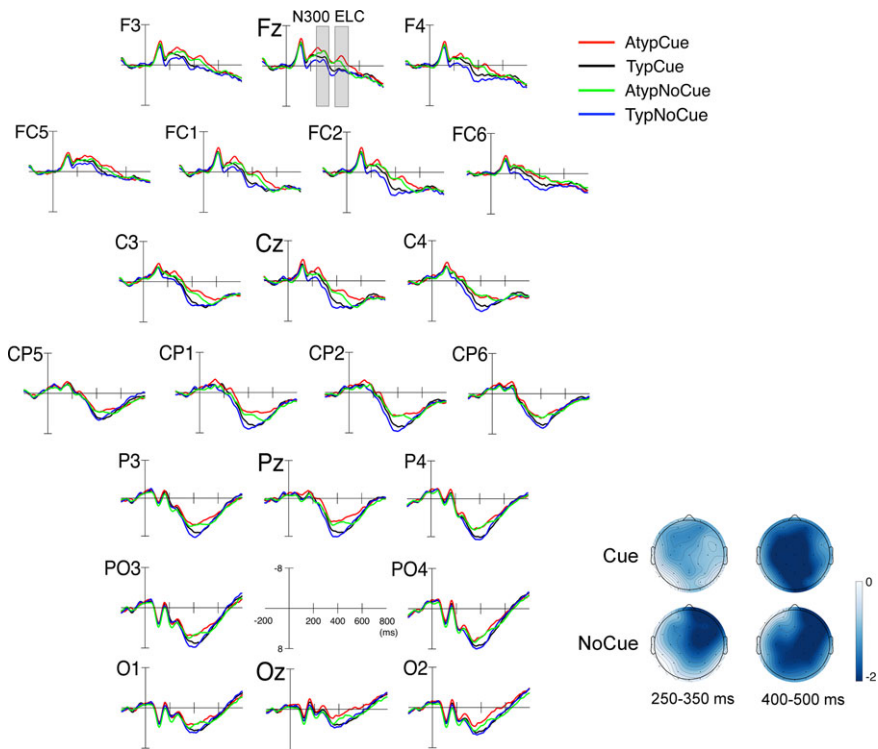 F3 Fz N300 ELC F4
AtypCue
TypCue
AtypNoCue
TypNoCue
FC5 FC1 FC2 FC6
C3 Cz C4
CP5 CP1 CP2 CP6
P3 Pz P4
PO3 -8 PO4
-200 200 400 600 800
(ms)
8
O1 Oz O2
Cue
NoCue
0
-2
250-350 ms 400-500 ms